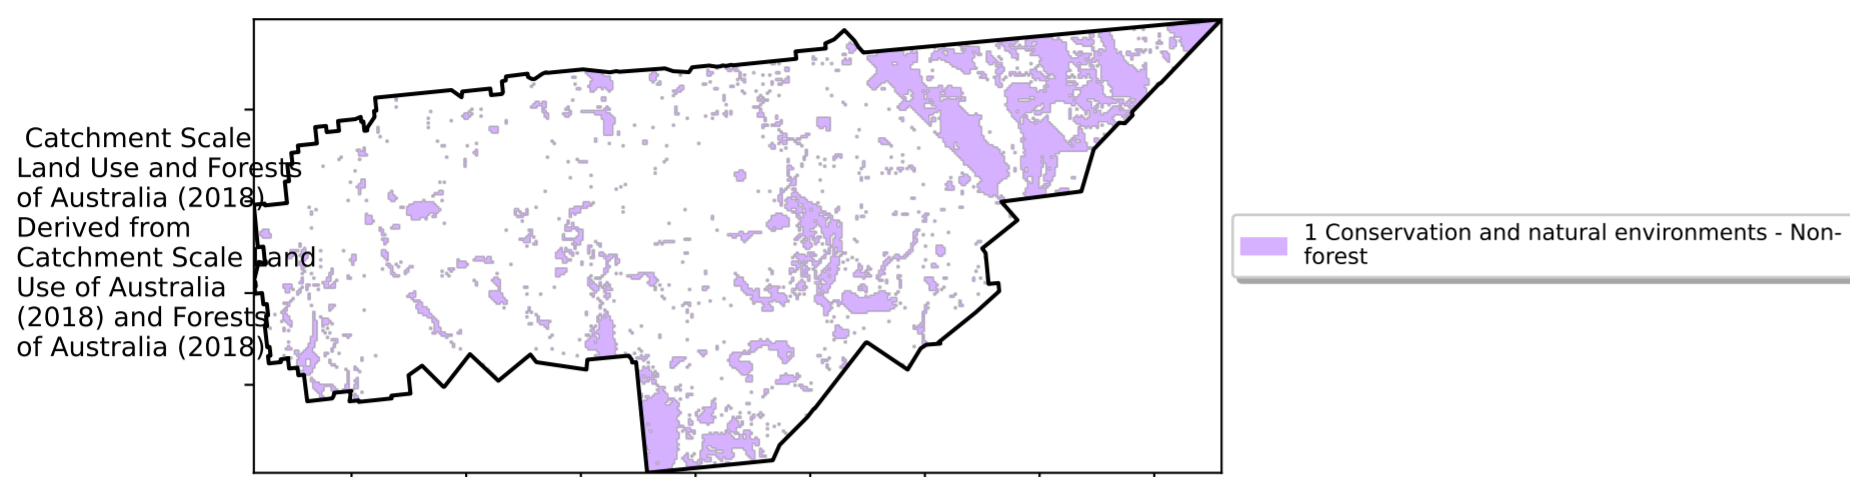 Catchment Scale
Land Use and Forests
of Australia (2018)
Derived from
Catchment Scale Land
Use of Australia
(2018) and Forests
of Australia (2018)
1 Conservation and natural environments - Non-
forest